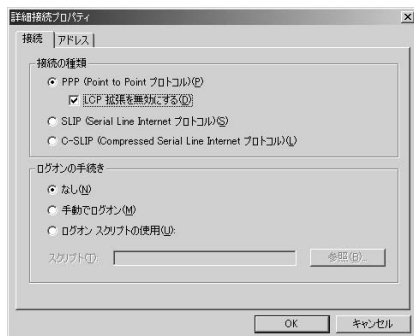 詳細接続プロパティ
接続 アドレス
接続の種類
PPP (Point to Point プロトコル)(P)
LCP 拡張を無効にする(D)
SLIP (Serial Line Internet プロトコル)(S)
C-SLIP (Compressed Serial Line Internet プロトコル)(L)
ログオンの手続き
なし(N)
手動でログオン(M)
ログオン スクリプトの使用(U):
スクリプト(T): 参照(B)...
OK キャンセル